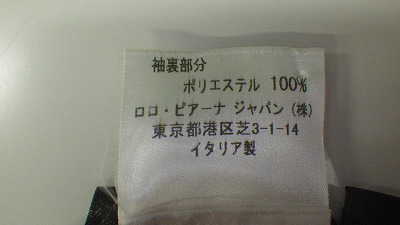 袖裏部分
ポリエステル 100%
ロロ・ピアーナ ジャパン (株)
東京都港区芝3-1-14
イタリア製